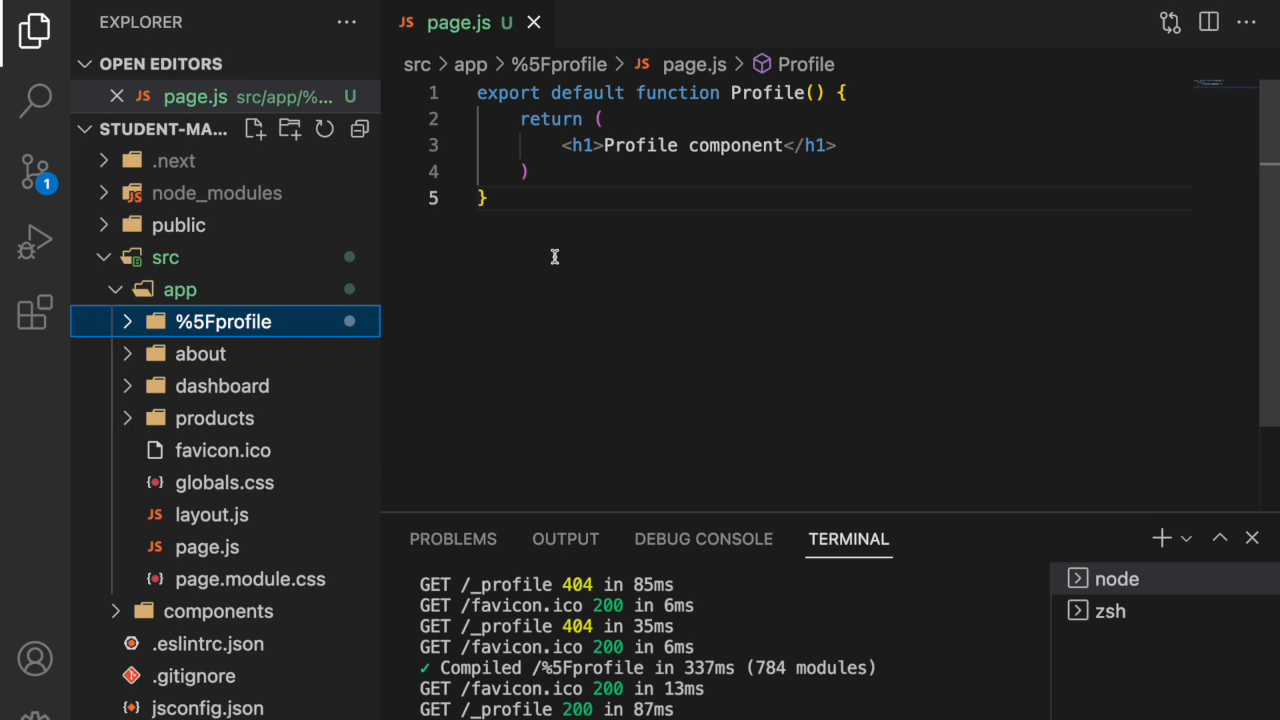 EXPLORER
OPEN EDITORS
JS page.js src/app/%... U
STUDENT-MA...
.next
node_modules
public
src
app
%5Fprofile
about
dashboard
products
favicon.ico
globals.css
JS layout.js
JS page.js
page.module.css
components
.eslintrc.json
.gitignore
jsconfig.json
1
JS page.js U
src > app > %5Fprofile > JS page.js > Profile
1 export default function Profile() {
2 return (
3 <h1>Profile component</h1>
4 )
5 }
PROBLEMS OUTPUT DEBUG CONSOLE TERMINAL
GET /_profile 404 in 85ms
GET /favicon.ico 200 in 6ms
GET /_profile 404 in 35ms
GET /favicon.ico 200 in 6ms
✓ Compiled /%5Fprofile in 337ms (784 modules)
GET /favicon.ico 200 in 13ms
GET /_profile 200 in 87ms
node
zsh